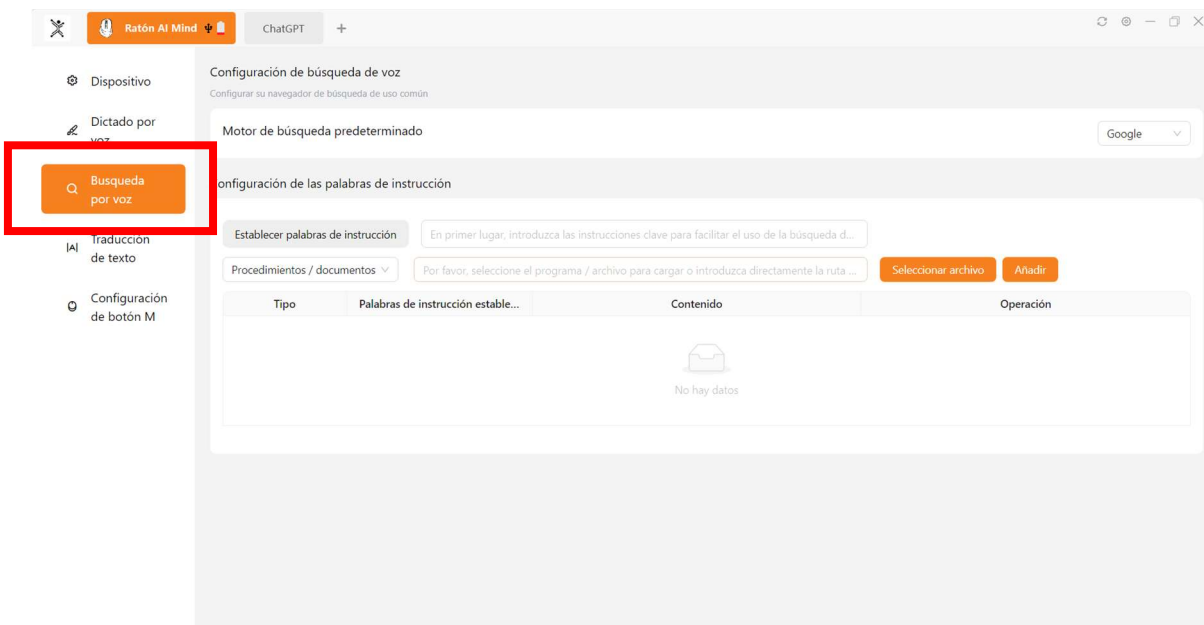 Ratón AI Mind
ChatGPT
Dispositivo
Dictado por
voz
Busqueda
por voz
Traducción
de texto
Configuración
de botón M
Configuración de búsqueda de voz
Configurar su navegador de búsqueda de uso común
Motor de búsqueda predeterminado
Google
onfiguración de las palabras de instrucción
Establecer palabras de instrucción
En primer lugar, introduzca las instrucciones clave para facilitar el uso de la búsqueda d...
Procedimientos / documentos
Por favor, seleccione el programa / archivo para cargar o introduzca directamente la ruta ...
Seleccionar archivo
Añadir
Tipo
Palabras de instrucción estable...
Contenido
Operación
No hay datos